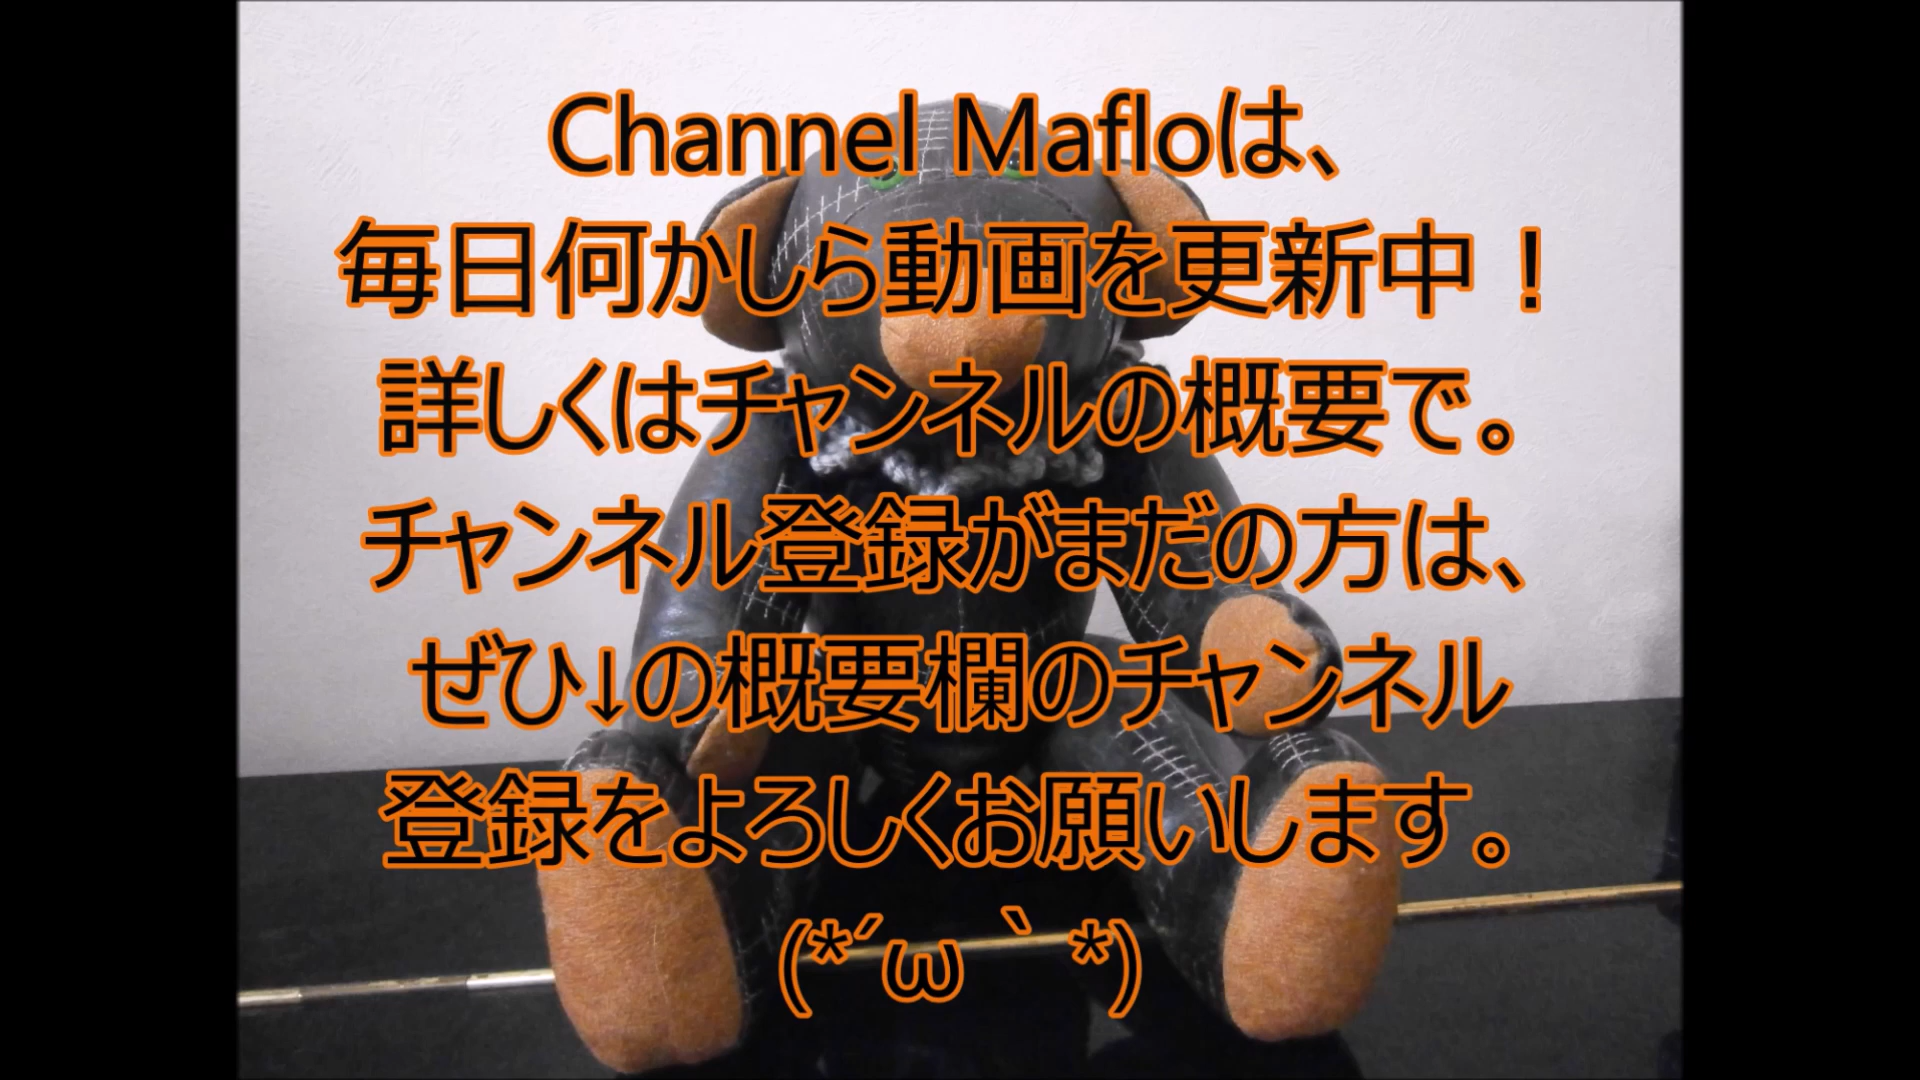 Channel Mafloは、
毎日何かしら動画を更新中！
詳しくはチャンネルの概要で。
チャンネル登録がまだの方は、
ぜひ↓の概要欄のチャンネル
登録をよろしくお願いします。
(*´ω｀*)